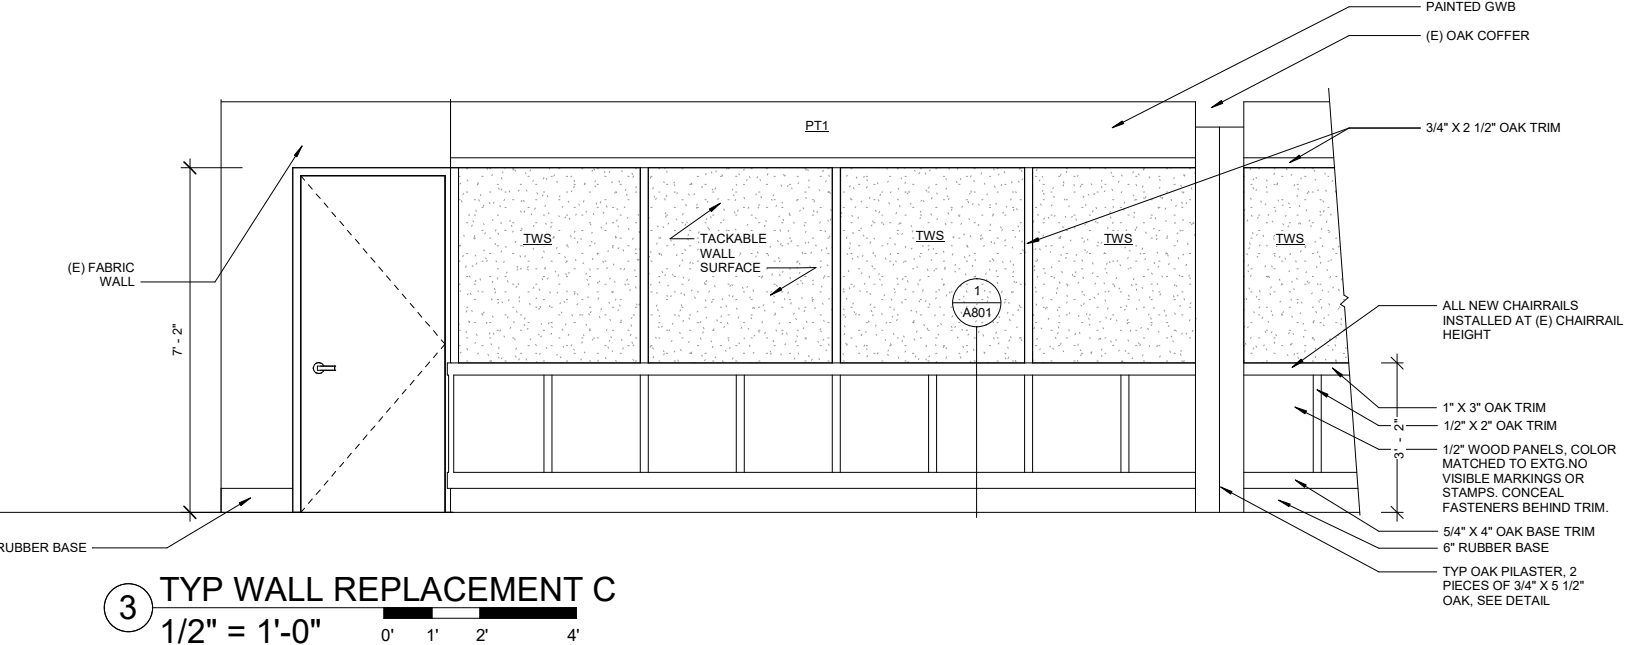 PAINTED GWB
(E) OAK COFFER
PT1
3/4" X 2 1/2" OAK TRIM
TWS
TACKABLE
WALL
SURFACE
TWS
TWS
TWS
(E) FABRIC
WALL
7' - 2"
1
A801
ALL NEW CHAIRRAILS
INSTALLED AT (E) CHAIRRAIL
HEIGHT
3' - 2"
1" X 3" OAK TRIM
1/2" X 2" OAK TRIM
1/2" WOOD PANELS, COLOR
MATCHED TO EXTG.NO
VISIBLE MARKINGS OR
STAMPS. CONCEAL
FASTENERS BEHIND TRIM.
5/4" X 4" OAK BASE TRIM
6" RUBBER BASE
TYP OAK PILASTER, 2
PIECES OF 3/4" X 5 1/2"
OAK, SEE DETAIL
RUBBER BASE
3
TYP WALL REPLACEMENT C
1/2" = 1'-0"
0' 1' 2' 4'